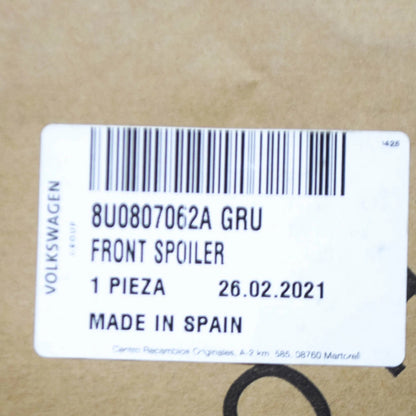 1426
8U0807062A GRU
FRONT SPOILER
1 PIEZA 26.02.2021
MADE IN SPAIN
Centro Recambios Originales, A-2 km. 585, 08760 Martorell
VOLKSWAGEN
GROUP